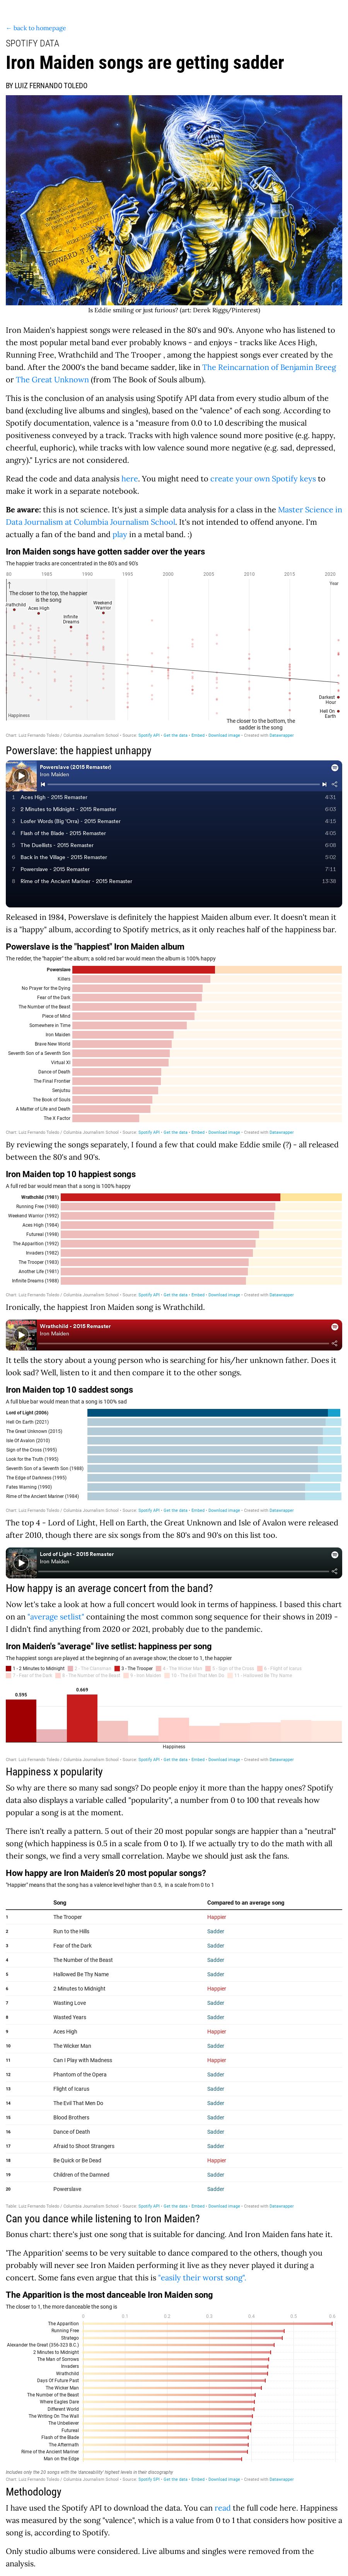 ← back to homepage
SPOTIFY DATA
Iron Maiden songs are getting sadder
BY LUIZ FERNANDO TOLEDO
Is Eddie smiling or just furious? (art: Derek Riggs/Pinterest)
Iron Maiden's happiest songs were released in the 80's and 90's. Anyone who has listened to
the most popular metal band ever probably knows - and enjoys - tracks like Aces High,
Running Free, Wrathchild and The Trooper , among the happiest songs ever created by the
band. After the 2000's the band became sadder, like in The Reincarnation of Benjamin Breeg
or The Great Unknown (from The Book of Souls album).
This is the conclusion of an analysis using Spotify API data from every studio album of the
band (excluding live albums and singles), based on the "valence" of each song. According to
Spotify documentation, valence is a "measure from 0.0 to 1.0 describing the musical
positiveness conveyed by a track. Tracks with high valence sound more positive (e.g. happy,
cheerful, euphoric), while tracks with low valence sound more negative (e.g. sad, depressed,
angry)." Lyrics are not considered.
Read the code and data analysis here. You might need to create your own Spotify keys to
make it work in a separate notebook.
Be aware: this is not science. It's just a simple data analysis for a class in the Master Science in
Data Journalism at Columbia Journalism School. It's not intended to offend anyone. I'm
actually a fan of the band and play in a metal band. :)
Iron Maiden songs have gotten sadder over the years
The happier tracks are concentrated in the 80's and 90's
80 1985 1990 1995 2000 2005 2010 2015 2020
↑ Year
The closer to the top, the happier
is the song
rathchild
Aces High
Infinite
Dreams
Weekend
Warrior
Darkest
Hour
Hell On
Earth
Happiness
The closer to the bottom, the
sadder is the song
Chart: Luiz Fernando Toledo / Columbia Journalism School • Source: Spotify API • Get the data • Embed • Download image • Created with Datawrapper
Powerslave: the happiest unhappy
Powerslave (2015 Remaster)
Iron Maiden
1 Aces High - 2015 Remaster 4:31
2 2 Minutes to Midnight - 2015 Remaster 6:03
3 Losfer Words (Big 'Orra) - 2015 Remaster 4:15
4 Flash of the Blade - 2015 Remaster 4:05
5 The Duellists - 2015 Remaster 6:08
6 Back in the Village - 2015 Remaster 5:02
7 Powerslave - 2015 Remaster 7:11
8 Rime of the Ancient Mariner - 2015 Remaster 13:38
Released in 1984, Powerslave is definitely the happiest Maiden album ever. It doesn't mean it
is a "happy" album, according to Spotify metrics, as it only reaches half of the happiness bar.
Powerslave is the "happiest" Iron Maiden album
The redder, the "happier" the album, a solid red bar would mean the album is 100% happy
Powerslave
Killers
No Prayer for the Dying
Fear of the Dark
The Number of the Beast
Piece of Mind
Somewhere in Time
Iron Maiden
Brave New World
Seventh Son of a Seventh Son
Virtual XI
Dance of Death
The Final Frontier
Senjutsu
The Book of Souls
A Matter of Life and Death
The X Factor
Chart: Luiz Fernando Toledo / Columbia Journalism School • Source: Spotify API • Get the data • Embed • Download image • Created with Datawrapper
By reviewing the songs separately, I found a few that could make Eddie smile (?) - all released
between the 80's and 90's.
Iron Maiden top 10 happiest songs
A full red bar would mean that a song is 100% happy
Wrathchild (1981)
Running Free (1980)
Weekend Warrior (1992)
Aces High (1984)
Futureal (1998)
The Apparition (1992)
Invaders (1982)
The Trooper (1983)
Another Life (1981)
Infinite Dreams (1988)
Chart: Luiz Fernando Toledo / Columbia Journalism School • Source: Spotify API • Get the data • Embed • Download image • Created with Datawrapper
Ironically, the happiest Iron Maiden song is Wrathchild.
Wrathchild - 2015 Remaster
Iron Maiden
It tells the story about a young person who is searching for his/her unknown father. Does it
look sad? Well, listen to it and then compare it to the other songs.
Iron Maiden top 10 saddest songs
A full blue bar would mean that a song is 100% sad
Lord of Light (2006)
Hell On Earth (2021)
The Great Unknown (2015)
Isle Of Avalon (2010)
Sign of the Cross (1995)
Look for the Truth (1995)
Seventh Son of a Seventh Son (1988)
The Edge of Darkness (1995)
Fates Warning (1990)
Rime of the Ancient Mariner (1984)
Chart: Luiz Fernando Toledo / Columbia Journalism School • Source: Spotify API • Get the data • Embed • Download image • Created with Datawrapper
The top 4 - Lord of Light, Hell on Earth, the Great Unknown and Isle of Avalon were released
after 2010, though there are six songs from the 80's and 90's on this list too.
Lord of Light - 2015 Remaster
Iron Maiden
How happy is an average concert from the band?
Now let's take a look at how a full concert would look in terms of happiness. I based this chart
on an "average setlist" containing the most common song sequence for their shows in 2019 -
I didn't find anything from 2020 or 2021, probably due to the pandemic.
Iron Maiden's "average" live setlist: happiness per song
The happiest songs are played at the beginning of an average show; the closer to 1, the happier
1 - 2 Minutes to Midnight 2 - The Clansman 3 - The Trooper 4 - The Wicker Man 5 - Sign of the Cross 6 - Flight of Icarus
7 - Fear of the Dark 8 - The Number of the Beast 9 - Iron Maiden 10 - The Evil That Men Do 11 - Hallowed Be Thy Name
0.595
0.669
Happiness
Chart: Luiz Fernando Toledo / Columbia Journalism School • Source: Spotify API • Get the data • Embed • Download image • Created with Datawrapper
Happiness x popularity
So why are there so many sad songs? Do people enjoy it more than the happy ones? Spotify
data also displays a variable called "popularity", a number from 0 to 100 that reveals how
popular a song is at the moment.
There isn't really a pattern. 5 out of their 20 most popular songs are happier than a "neutral"
song (which hapiness is 0.5 in a scale from 0 to 1). If we actually try to do the math with all
their songs, we find a very small correlation. Maybe we should just ask the fans.
How happy are Iron Maiden's 20 most popular songs?
"Happier" means that the song has a valence level higher than 0.5, in a scale from 0 to 1
Song Compared to an average song
1 The Trooper Happier
2 Run to the Hills Sadder
3 Fear of the Dark Sadder
4 The Number of the Beast Sadder
5 Hallowed Be Thy Name Sadder
6 2 Minutes to Midnight Happier
7 Wasting Love Sadder
8 Wasted Years Sadder
9 Aces High Happier
10 The Wicker Man Sadder
11 Can I Play with Madness Happier
12 Phantom of the Opera Sadder
13 Flight of Icarus Sadder
14 The Evil That Men Do Sadder
15 Blood Brothers Sadder
16 Dance of Death Sadder
17 Afraid to Shoot Strangers Sadder
18 Be Quick or Be Dead Happier
19 Children of the Damned Sadder
20 Powerslave Sadder
Table: Luiz Fernando Toledo / Columbia Journalism School • Source: Spotify API • Get the data • Embed • Download image • Created with Datawrapper
Can you dance while listening to Iron Maiden?
Bonus chart: there's just one song that is suitable for dancing. And Iron Maiden fans hate it.
'The Apparition' seems to be very suitable to dance compared to the others, though you
probably will never see Iron Maiden performing it live as they never played it during a
concert. Some fans even argue that this is "easily their worst song".
The Apparition is the most danceable Iron Maiden song
The closer to 1, the more danceable the song is
0 0.1 0.2 0.3 0.4 0.5 0.6
The Apparition
Running Free
Stratego
Alexander the Great (356-323 B.C.)
2 Minutes to Midnight
The Man of Sorrows
Invaders
Wrathchild
Days Of Future Past
The Wicker Man
The Number of the Beast
Where Eagles Dare
Different World
The Writing On The Wall
The Unbeliever
Futureal
Flash of the Blade
The Aftermath
Rime of the Ancient Mariner
Man on the Edge
Includes only the 20 songs with the 'danceability' highest levels in their discography
Chart: Luiz Fernando Toledo / Columbia Journalism School • Source: Spotify API • Get the data • Embed • Download image • Created with Datawrapper
Methodology
I have used the Spotify API to download the data. You can read the full code here. Happiness
was measured by the song "valence", which is a value from 0 to 1 that considers how positive a
song is, according to Spotify.
Only studio albums were considered. Live albums and singles were removed from the
analysis.